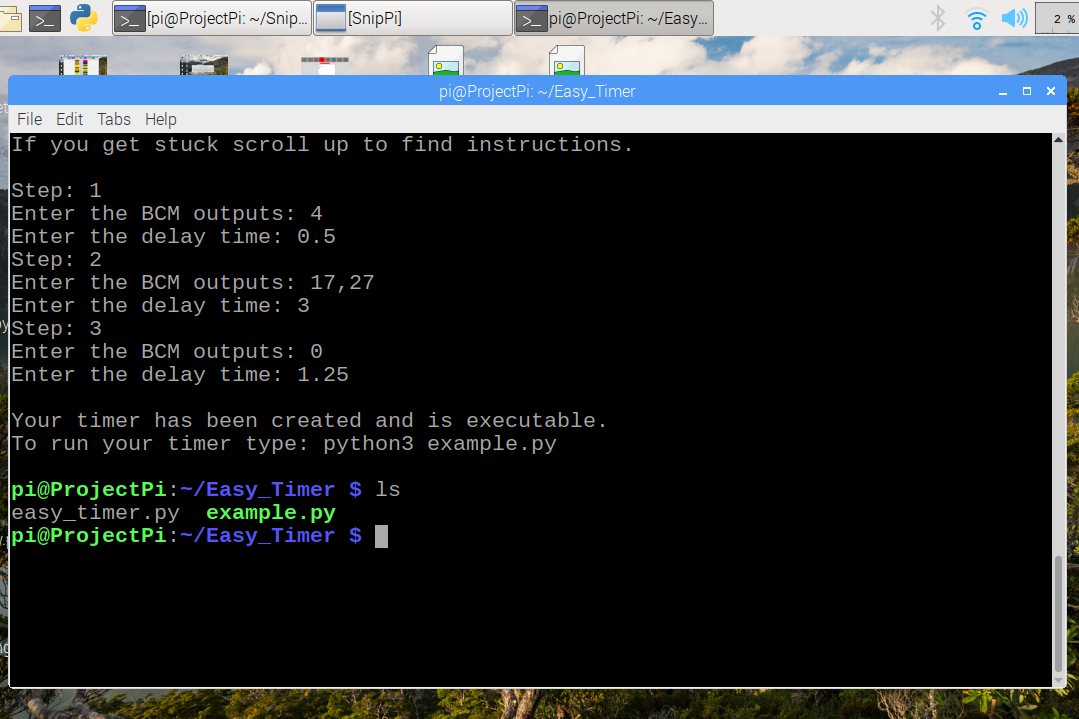 [pi@ProjectPi: ~/Snip... [SnipPi] pi@ProjectPi: ~/Easy... 2 %
pi@ProjectPi: ~/Easy_Timer
File Edit Tabs Help
If you get stuck scroll up to find instructions.
Step: 1
Enter the BCM outputs: 4
Enter the delay time: 0.5
Step: 2
Enter the BCM outputs: 17,27
Enter the delay time: 3
Step: 3
Enter the BCM outputs: 0
Enter the delay time: 1.25
Your timer has been created and is executable.
To run your timer type: python3 example.py
pi@ProjectPi:~/Easy_Timer $ ls
easy_timer.py example.py
pi@ProjectPi:~/Easy_Timer $